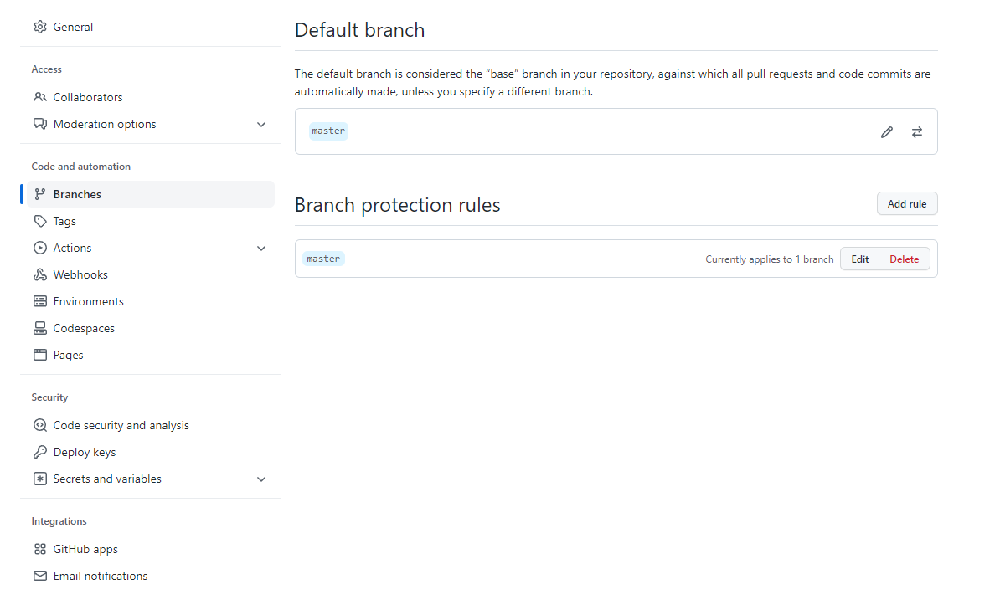 General
Access
Collaborators
Moderation options
Code and automation
Branches
Tags
Actions
Webhooks
Environments
Codespaces
Pages
Security
Code security and analysis
Deploy keys
Secrets and variables
Integrations
GitHub apps
Email notifications
Default branch
The default branch is considered the “base” branch in your repository, against which all pull requests and code commits are
automatically made, unless you specify a different branch.
master
Branch protection rules
Add rule
master
Currently applies to 1 branch
Edit
Delete